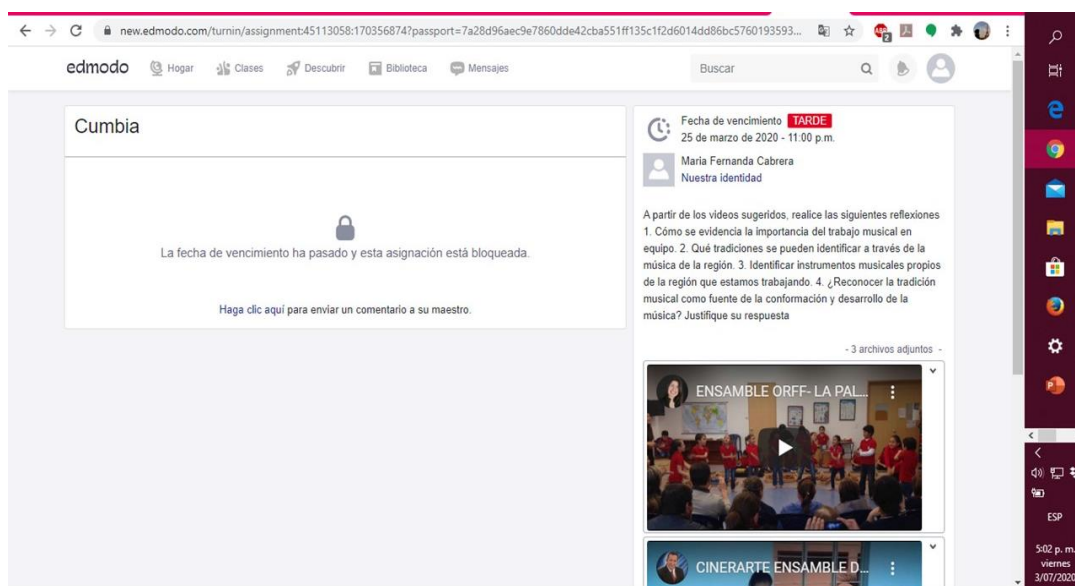 new.edmodo.com/turnin/assignment:45113058:170356874?passport=7a28d96aec9e7860dde42cba551ff135c1f2d6014dd86bc5760193593...
edmodo
Hogar
Clases
Descubrir
Biblioteca
Mensajes
Buscar
Cumbia
La fecha de vencimiento ha pasado y esta asignación está bloqueada.
Haga clic aquí para enviar un comentario a su maestro.
Fecha de vencimiento TARDE
25 de marzo de 2020 - 11:00 p.m.
Maria Fernanda Cabrera
Nuestra identidad
A partir de los videos sugeridos, realice las siguientes reflexiones
1. Cómo se evidencia la importancia del trabajo musical en
equipo. 2. Qué tradiciones se pueden identificar a través de la
música de la región. 3. Identificar instrumentos musicales propios
de la región que estamos trabajando. 4. ¿Reconocer la tradición
musical como fuente de la conformación y desarrollo de la
música? Justifique su respuesta
- 3 archivos adjuntos -
ENSAMBLE ORFF- LA PAL...
CINERARTE ENSAMBLE D...
ESP
5:02 p. m.
viernes
3/07/2020